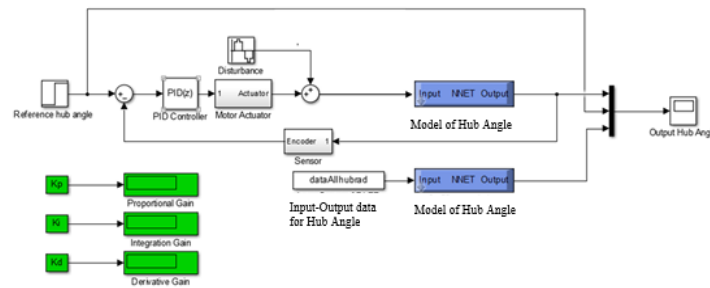 Disturbance
PID(z)
1 Actuator
Input NNET Output
Reference hub angle
PID Controller
Motor Actuator
Model of Hub Angle
Output Hub Ang
Encoder 1
Sensor
dataAllhubrad
Input NNET Output
Input-Output data
for Hub Angle
Model of Hub Angle
Kp
Proportional Gain
Ki
Integration Gain
Kd
Derivative Gain